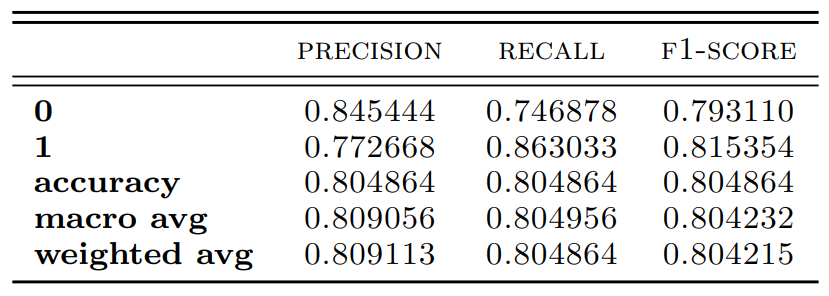 PRECISION RECALL F1-SCORE
0 0.845444 0.746878 0.793110
1 0.772668 0.863033 0.815354
accuracy 0.804864 0.804864 0.804864
macro avg 0.809056 0.804956 0.804232
weighted avg 0.809113 0.804864 0.804215